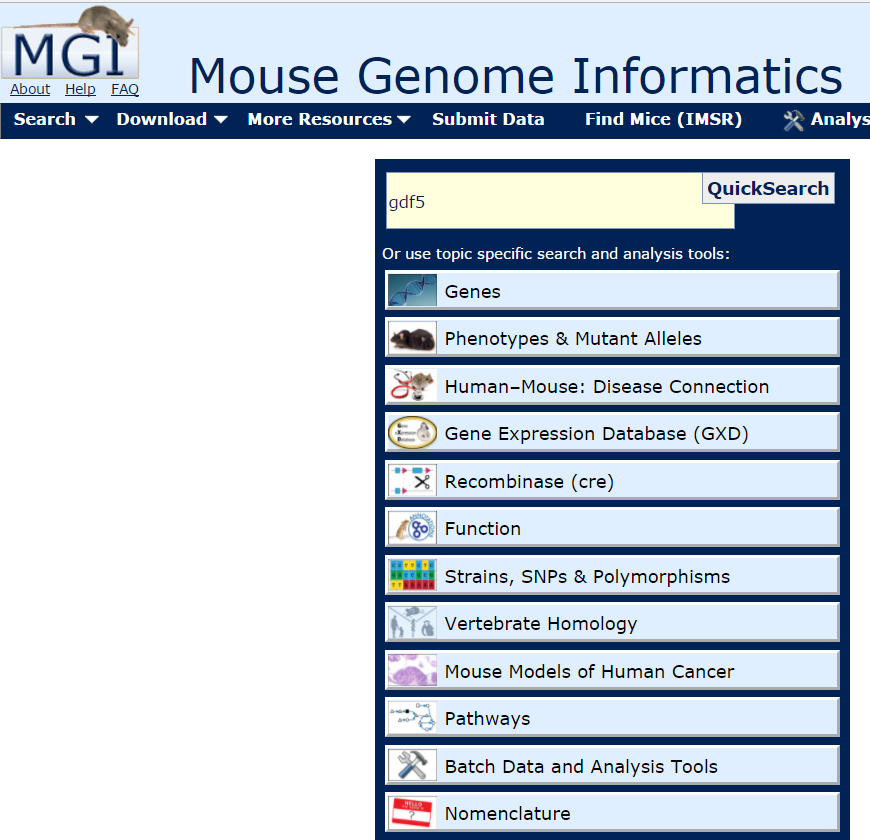 MGI
Mouse Genome Informatics
About Help FAQ
Search Download More Resources Submit Data Find Mice (IMSR) Analys
gdf5
QuickSearch
Or use topic specific search and analysis tools:
Genes
Phenotypes & Mutant Alleles
Human–Mouse: Disease Connection
Gene Expression Database (GXD)
Recombinase (cre)
Function
Strains, SNPs & Polymorphisms
Vertebrate Homology
Mouse Models of Human Cancer
Pathways
Batch Data and Analysis Tools
HELLO
?
Nomenclature